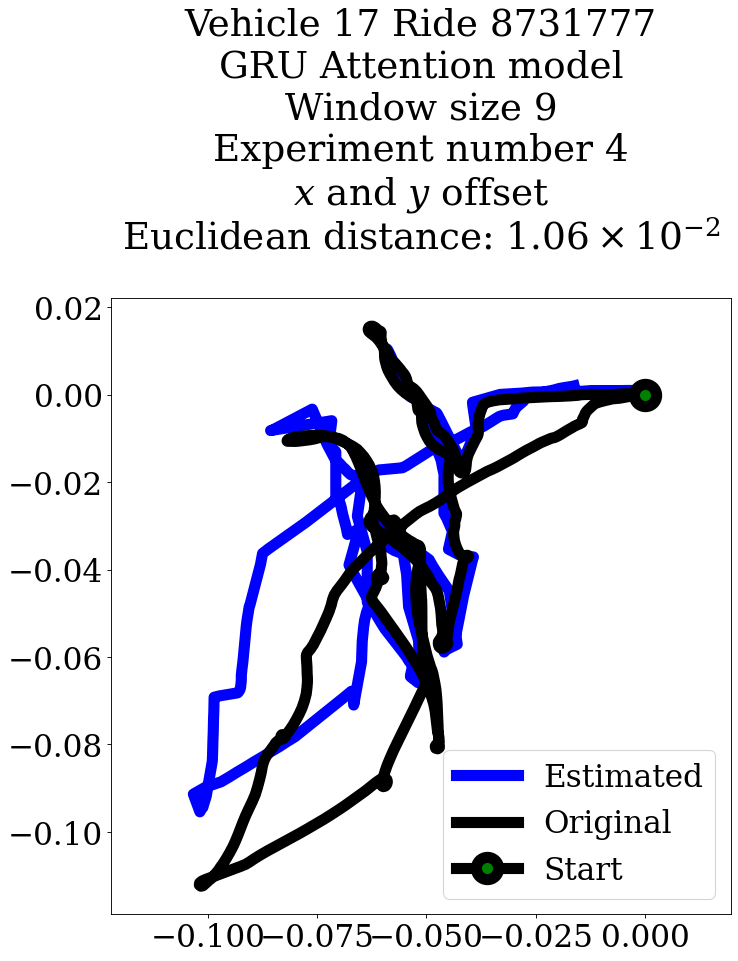 Vehicle 17 Ride 8731777
GRU Attention model
Window size 9
Experiment number 4
x and y offset
Euclidean distance: 1.06 × 10⁻²
0.02
0.00
−0.02
−0.04
−0.06
−0.08
−0.10
Estimated
Original
Start
−0.100 −0.075 −0.050 −0.025 0.000